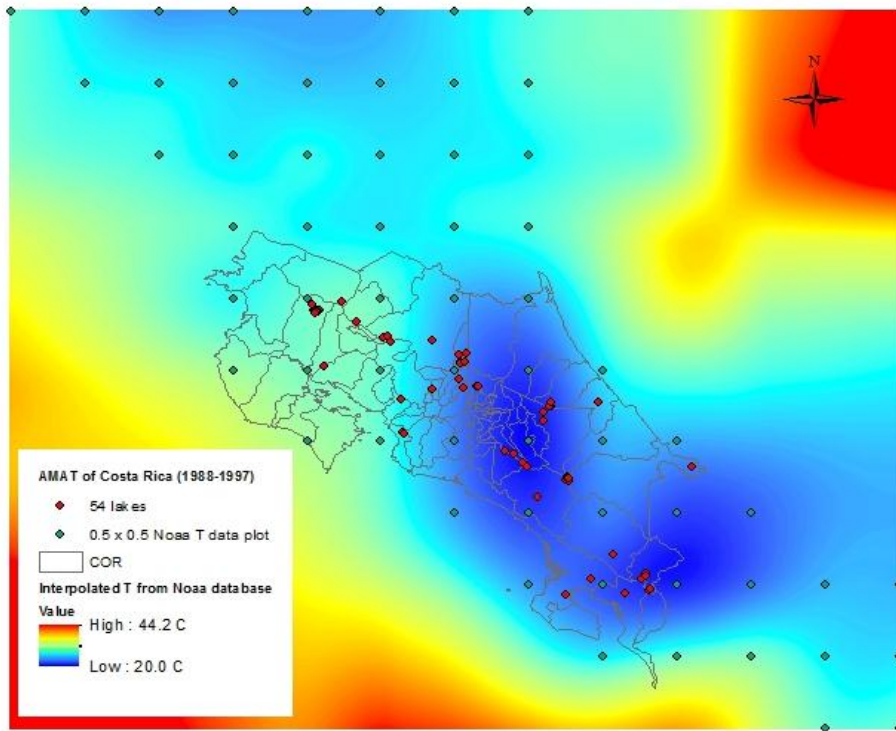 N
AMAT of Costa Rica (1988-1997)
54 lakes
0.5 x 0.5 Noaa T data plot
COR
Interpolated T from Noaa database
Value
High : 44.2 C
Low : 20.0 C